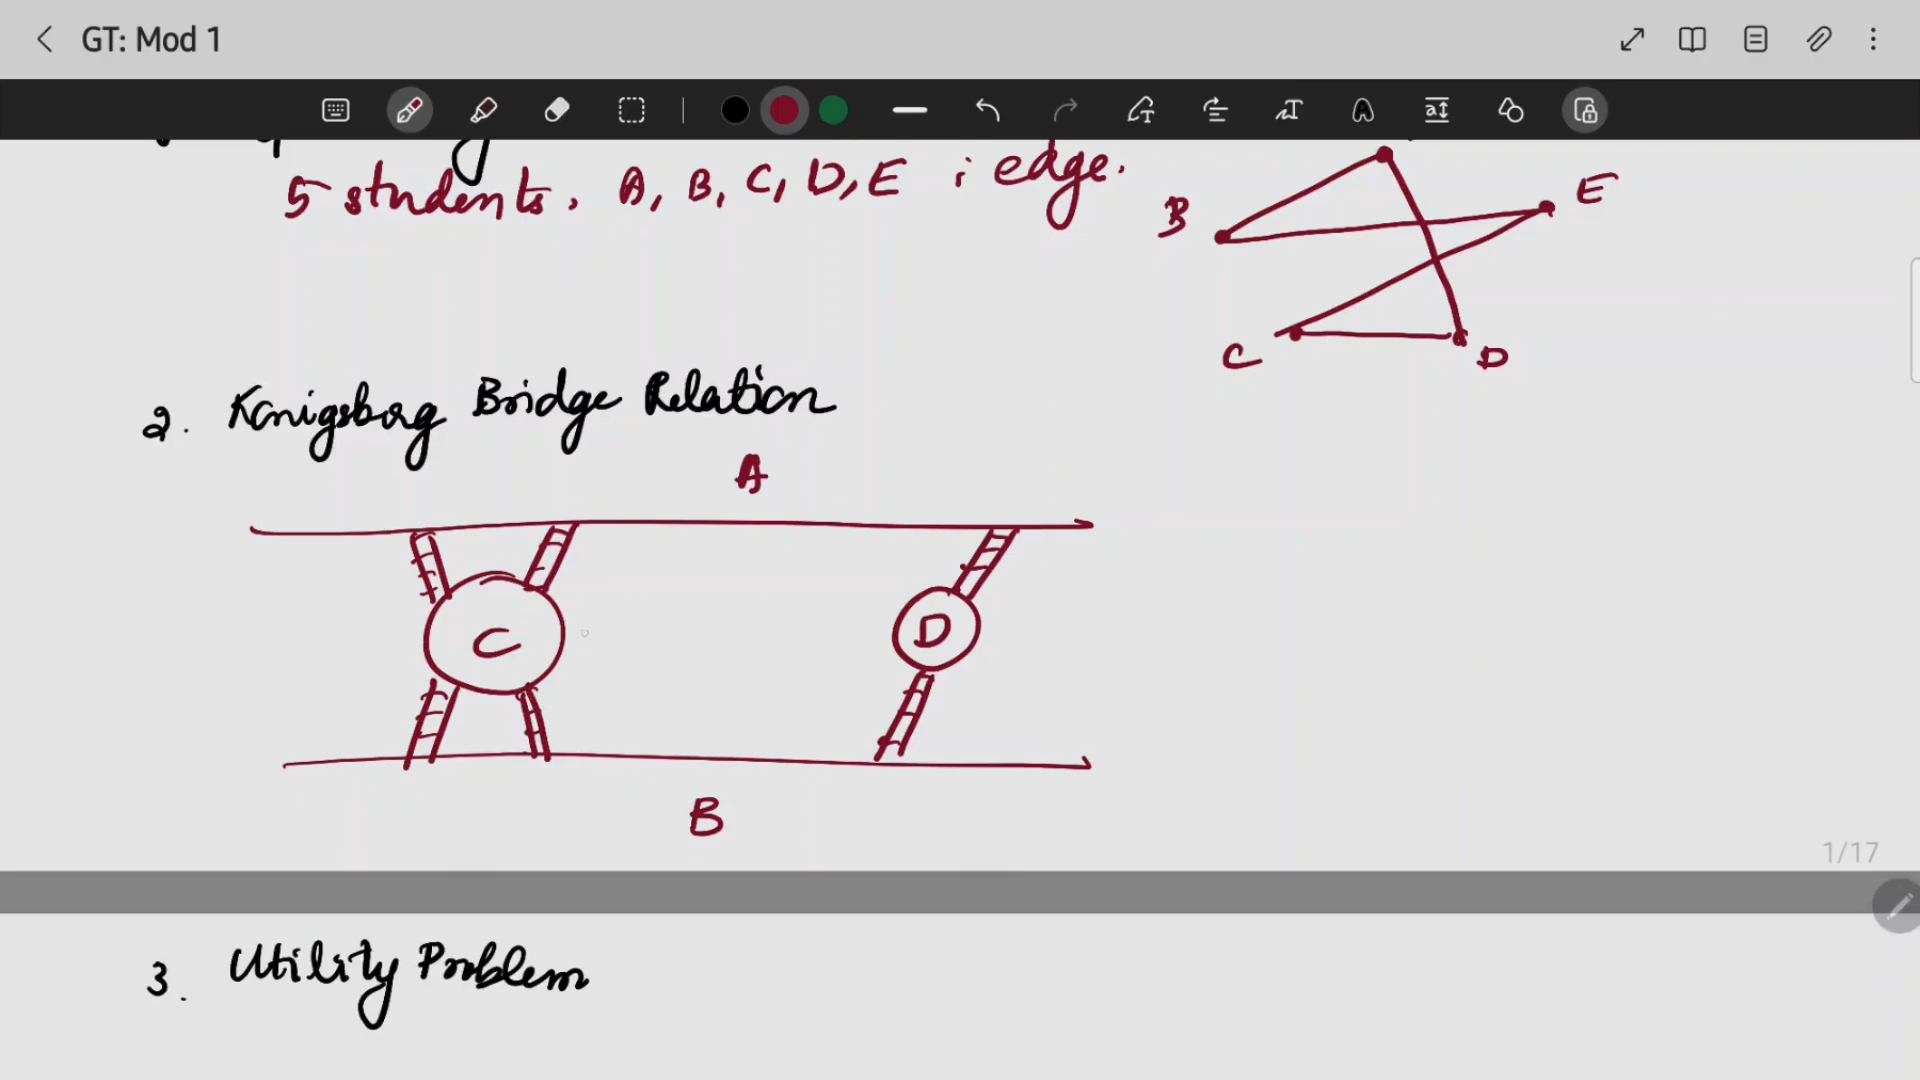 GT: Mod 1
5 students. A, B, C, D, E ; edge.
B
E
C
D
2. Konigsberg Bridge Relation
A
C
D
B
1/17
3. Utility Problem